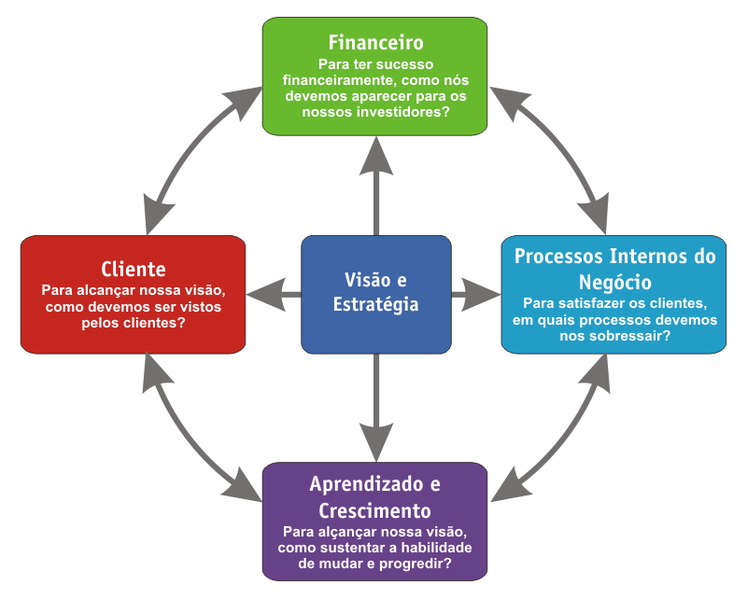 Financeiro
Para ter sucesso
financeiramente, como nós
devemos aparecer para os
nossos investidores?
Cliente
Para alcançar nossa visão,
como devemos ser vistos
pelos clientes?
Visão e
Estratégia
Processos Internos do
Negócio
Para satisfazer os clientes,
em quais processos devemos
nos sobressair?
Aprendizado e
Crescimento
Para alçançar nossa visão,
como sustentar a habilidade
de mudar e progredir?